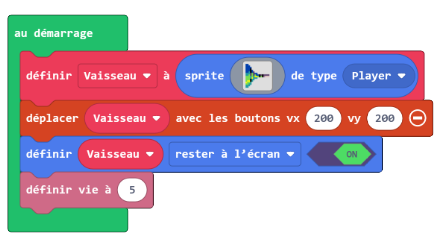 au démarrage
définir Vaisseau à sprite de type Player
déplacer Vaisseau avec les boutons vx 200 vy 200
définir Vaisseau rester à l'écran ON
définir vie à 5